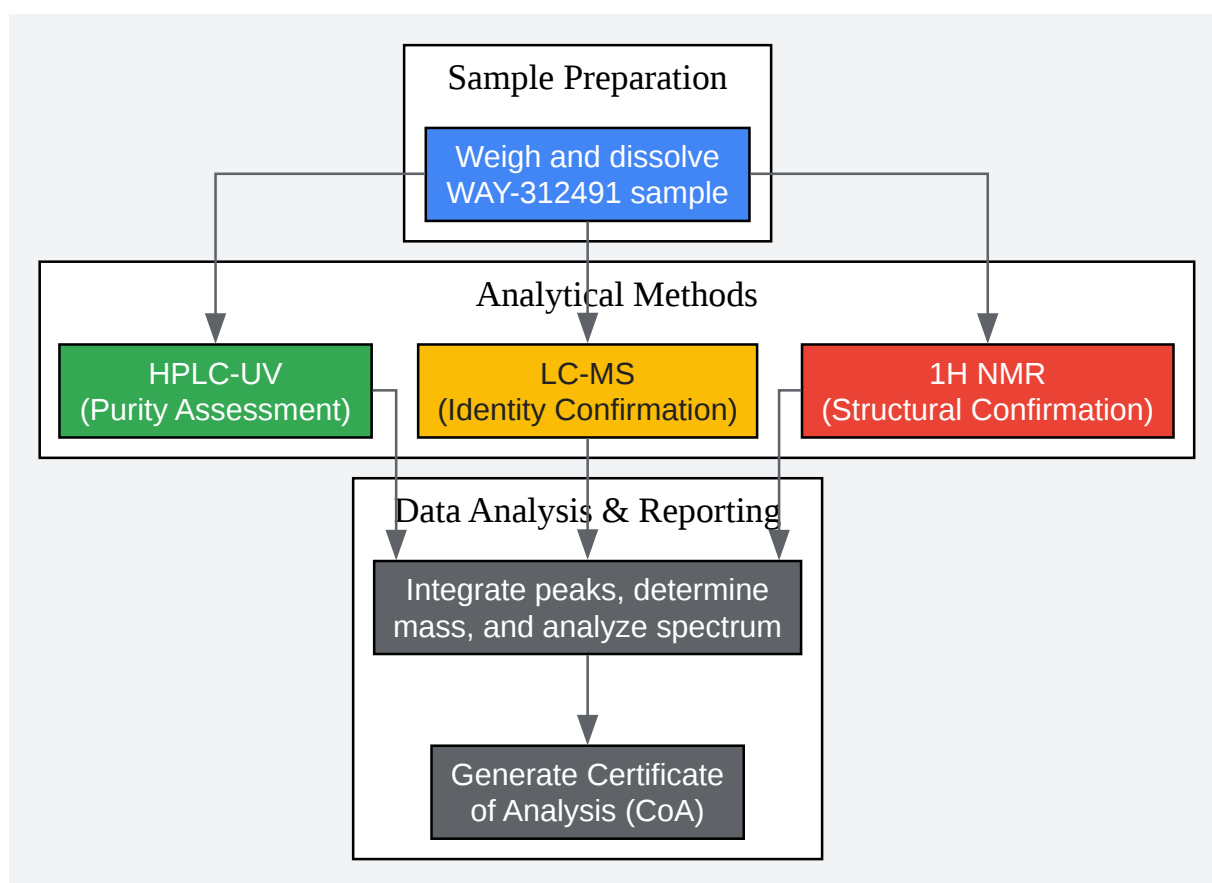 Sample Preparation
Weigh and dissolve
WAY-312491 sample
Analytical Methods
HPLC-UV
(Purity Assessment)
LC-MS
(Identity Confirmation)
1H NMR
(Structural Confirmation)
Data Analysis & Reporting
Integrate peaks, determine
mass, and analyze spectrum
Generate Certificate
of Analysis (CoA)